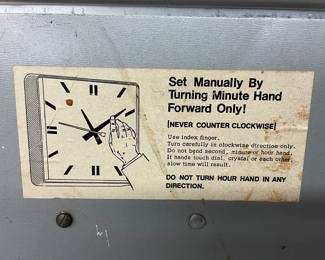 Set Manually By
Turning Minute Hand
Forward Only!
[NEVER COUNTER CLOCKWISE]
Use index finger.
Turn carefully in clockwise direction only.
Do not bend second, minute or hour hand.
If hands touch dial, crystal or each other,
slow time will result.
DO NOT TURN HOUR HAND IN ANY
DIRECTION.